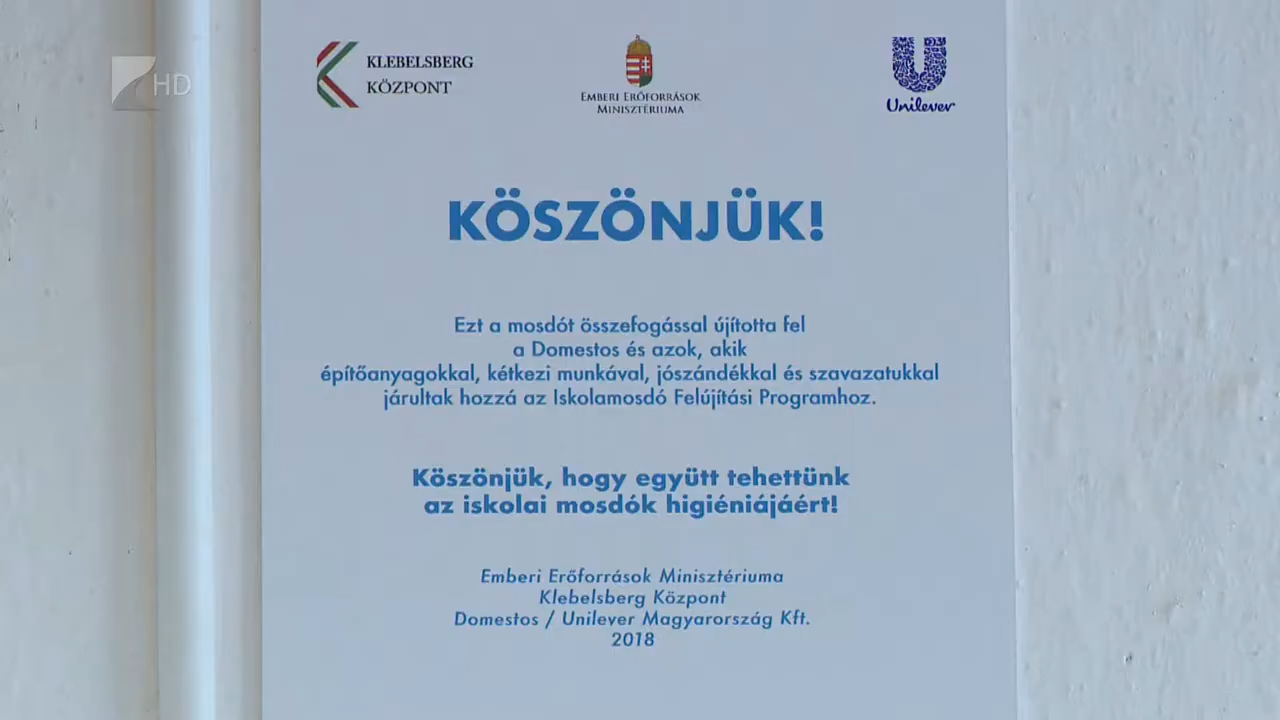 HD
KLEBELSBERG
KÖZPONT
EMBERI ERŐFORRÁSOK
MINISZTÉRIUMA
Unilever
KÖSZÖNJÜK!
Ezt a mosdót összefogással újította fel
a Domestos és azok, akik
építőanyagokkal, kétkezi munkával, jószándékkal és szavazatukkal
járultak hozzá az Iskolamosdó Felújítási Programhoz.
Köszönjük, hogy együtt tehettünk
az iskolai mosdók higiéniájáért!
Emberi Erőforrások Minisztériuma
Klebelsberg Központ
Domestos / Unilever Magyarország Kft.
2018